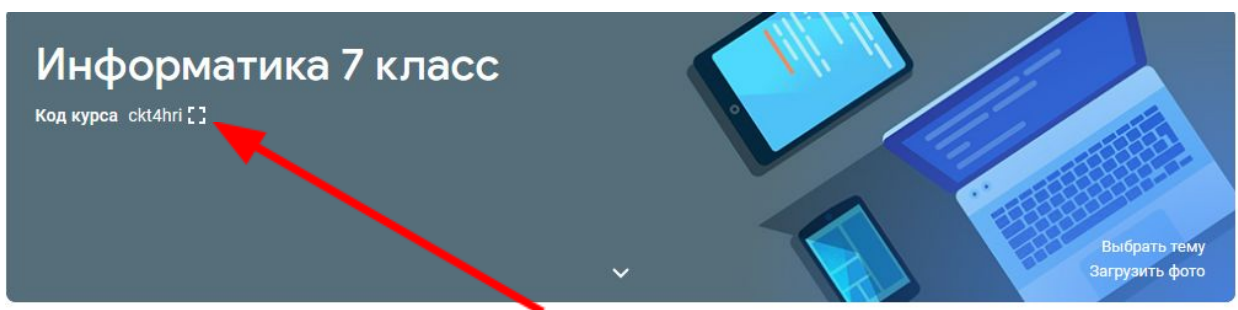 Информатика 7 класс
Код курса ckt4hri
Выбрать тему
Загрузить фото